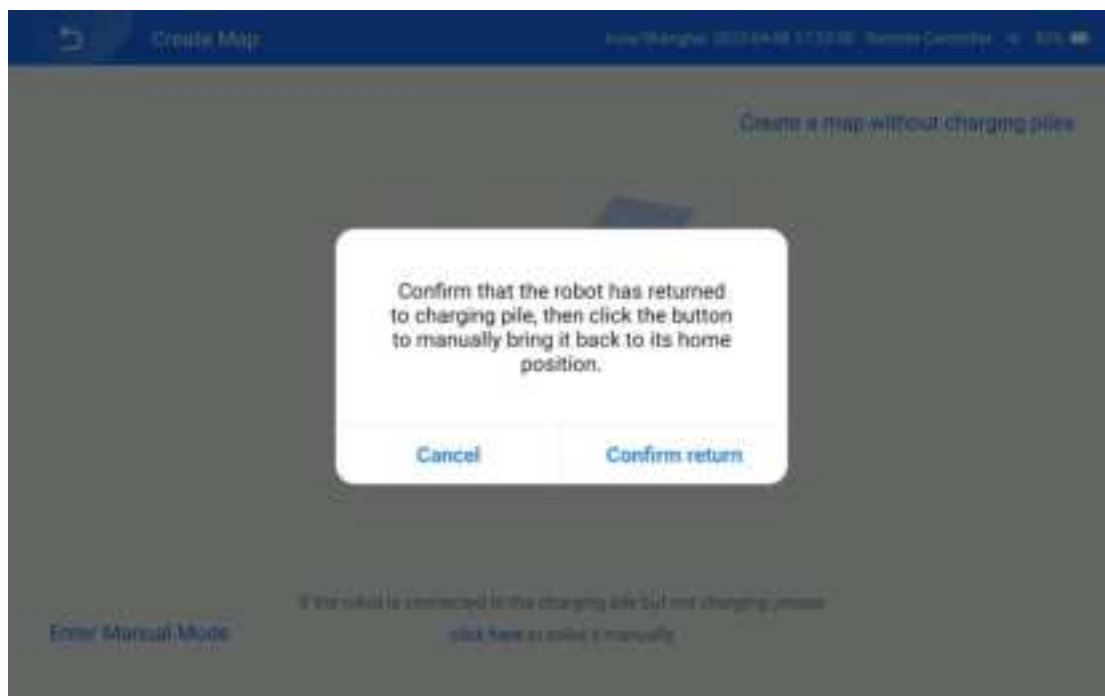 Create Map
Remote Controller
Create a map without charging piles
Confirm that the robot has returned
to charging pile, then click the button
to manually bring it back to its home
position.
Cancel
Confirm return
If the robot is connected to the charging pile but not charging, please
Enter Manual Mode
click here to solve it manually